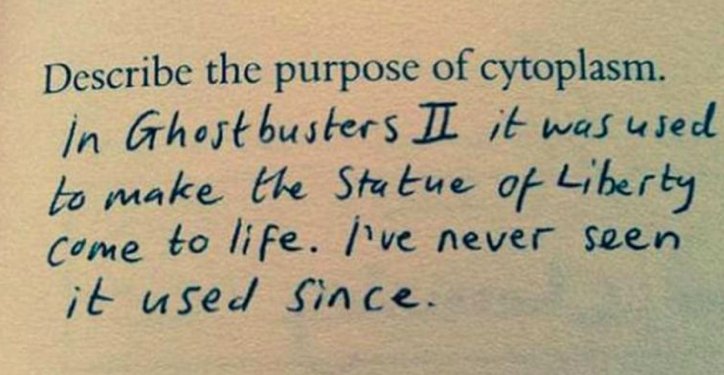 Describe the purpose of cytoplasm.
In Ghostbusters II it was used
to make the Statue of Liberty
come to life. I've never seen
it used since.